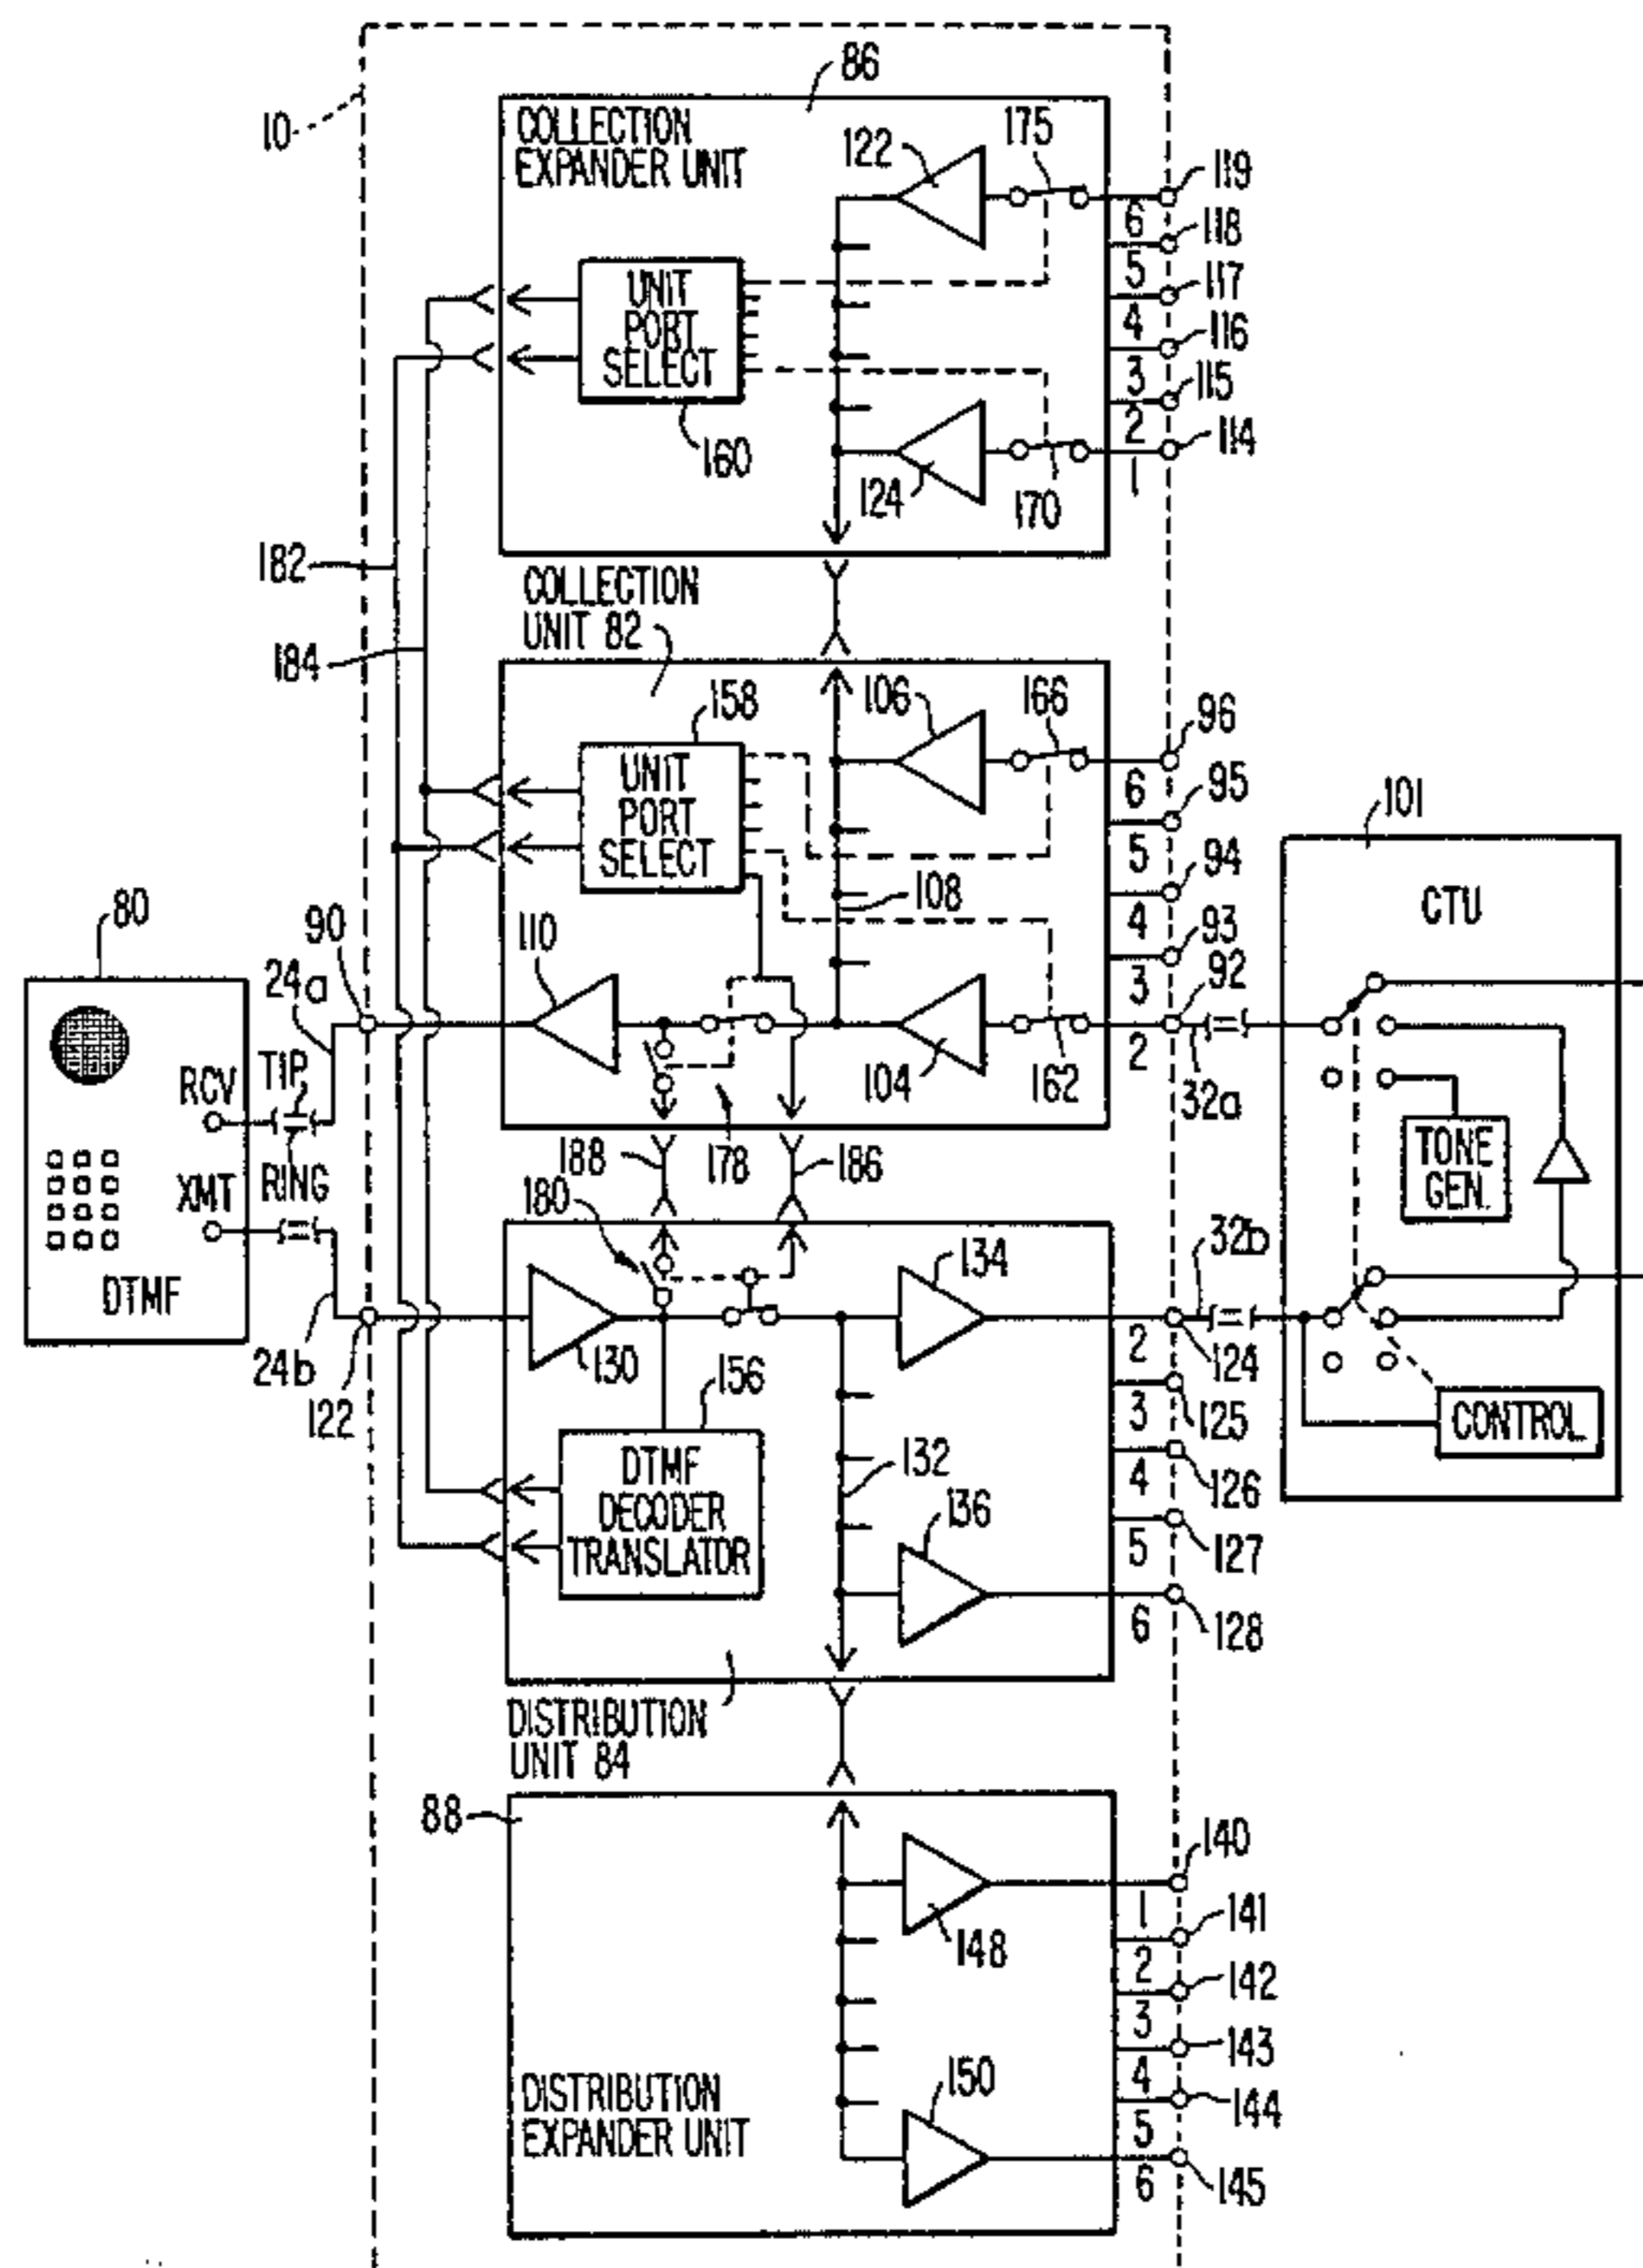 10
86
COLLECTION
EXPANDER UNIT
122
175
119
6
118
5
117
4
116
3
115
2
114
1
UNIT
PORT
SELECT
160
124
170
182
184
COLLECTION
UNIT 82
158
106
166
96
6
95
5
94
4
93
3
92
2
UNIT
PORT
SELECT
108
110
104
162
32a
101
CTU
TONE
GEN.
CONTROL
80
90
24a
RCV
TIP
RING
XMT
DTMF
24b
122
188
178
186
180
130
156
134
32b
2
124
3
125
4
126
5
127
6
128
DTMF
DECODER
TRANSLATOR
132
136
DISTRIBUTION
UNIT 84
88
148
140
1
141
2
142
3
143
4
144
5
145
6
150
DISTRIBUTION
EXPANDER UNIT